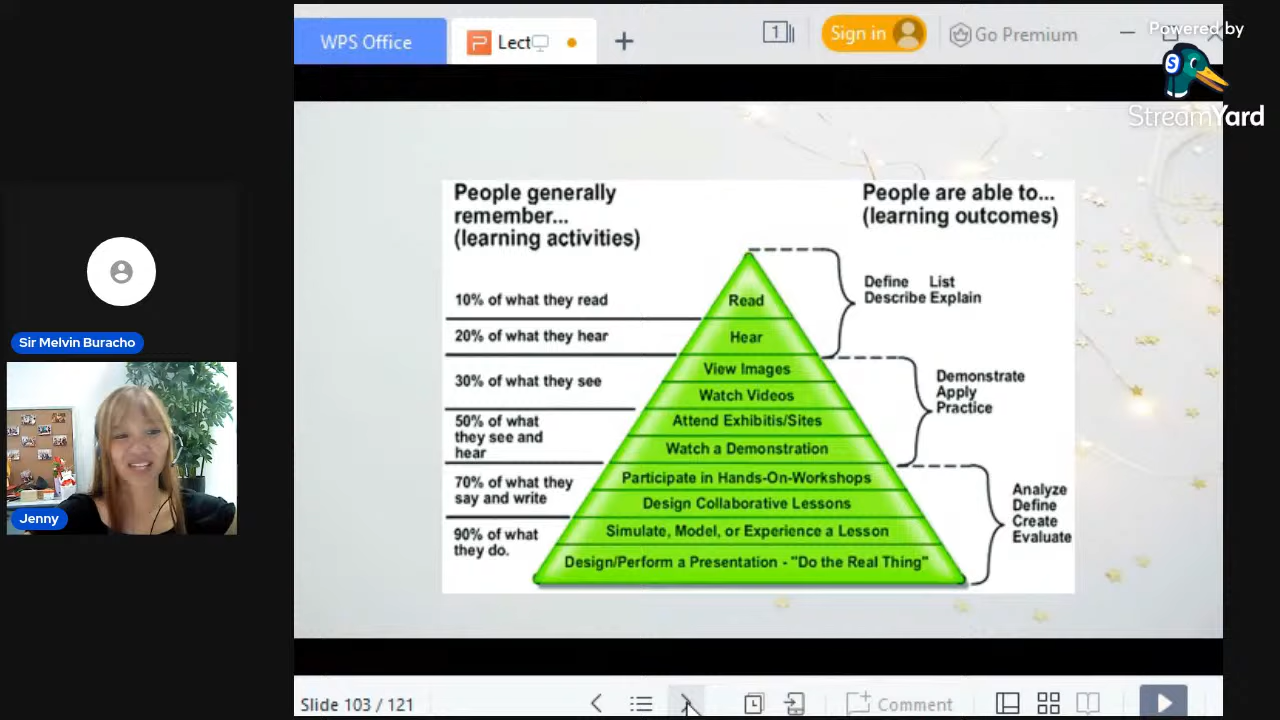 WPS Office
Lect
1
Sign in
Go Premium
Powered by
S
StreamYard
People generally
remember...
(learning activities)
People are able to...
(learning outcomes)
10% of what they read
Read
Define List
Describe Explain
20% of what they hear
Hear
30% of what they see
View Images
Watch Videos
Demonstrate
Apply
Practice
50% of what
they see and
hear
Attend Exhibitis/Sites
Watch a Demonstration
70% of what they
say and write
Participate in Hands-On-Workshops
Design Collaborative Lessons
Analyze
Define
Create
Evaluate
90% of what
they do.
Simulate, Model, or Experience a Lesson
Design/Perform a Presentation - "Do the Real Thing"
Sir Melvin Buracho
Jenny
Slide 103 / 121
Comment